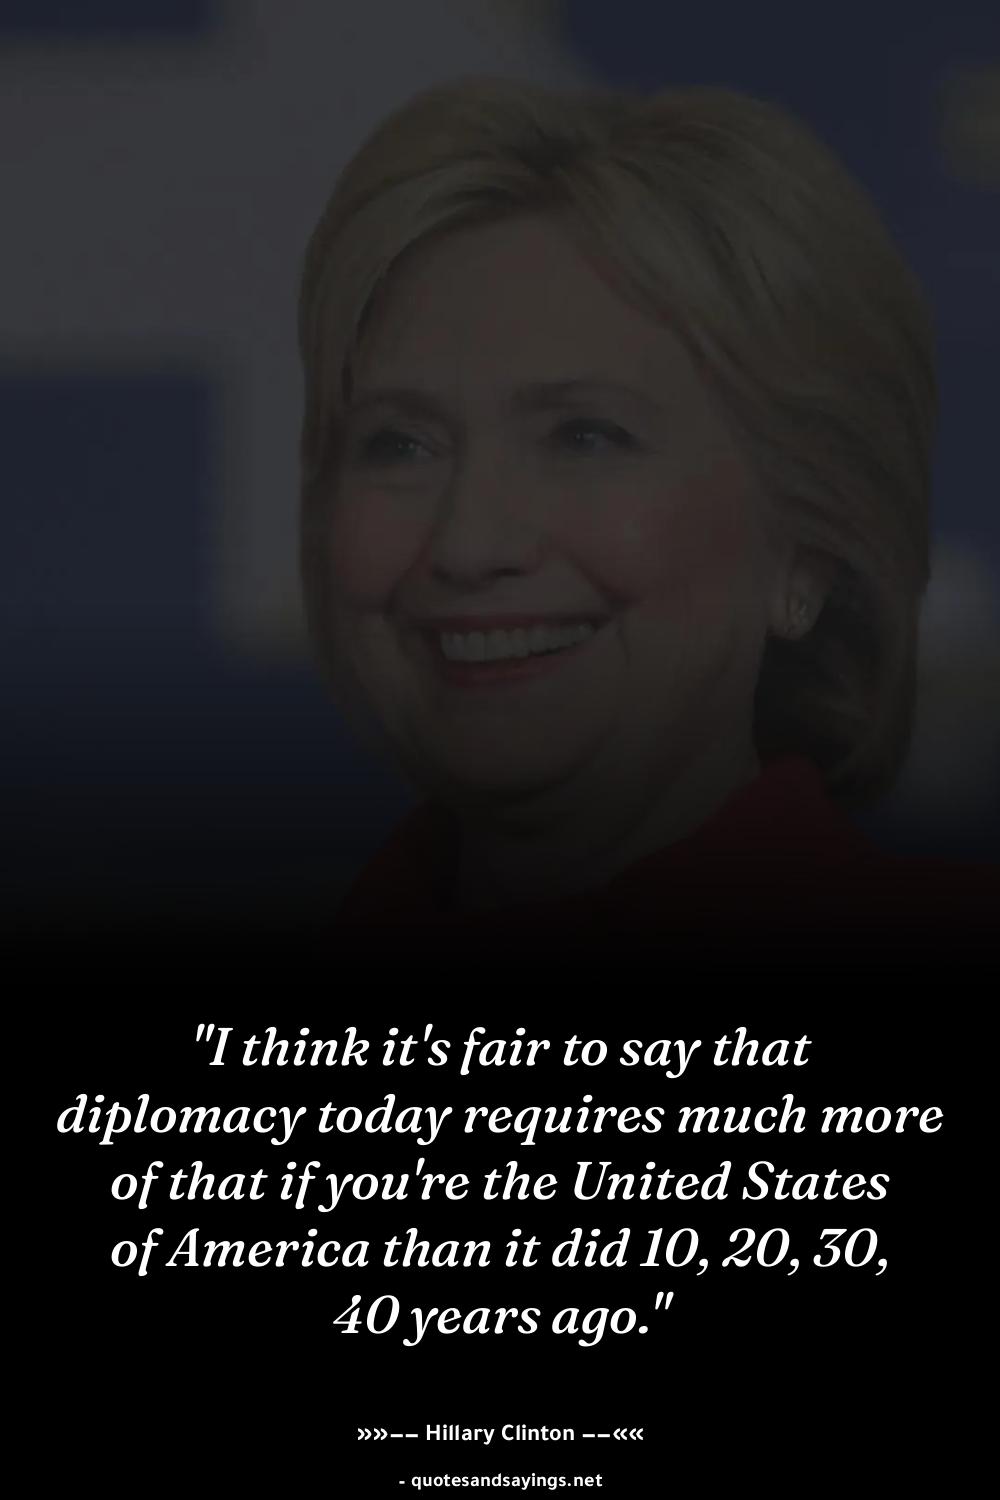 "I think it's fair to say that
diplomacy today requires much more
of that if you're the United States
of America than it did 10, 20, 30,
40 years ago."
»»−− Hillary Clinton −−««
- quotesandsayings.net